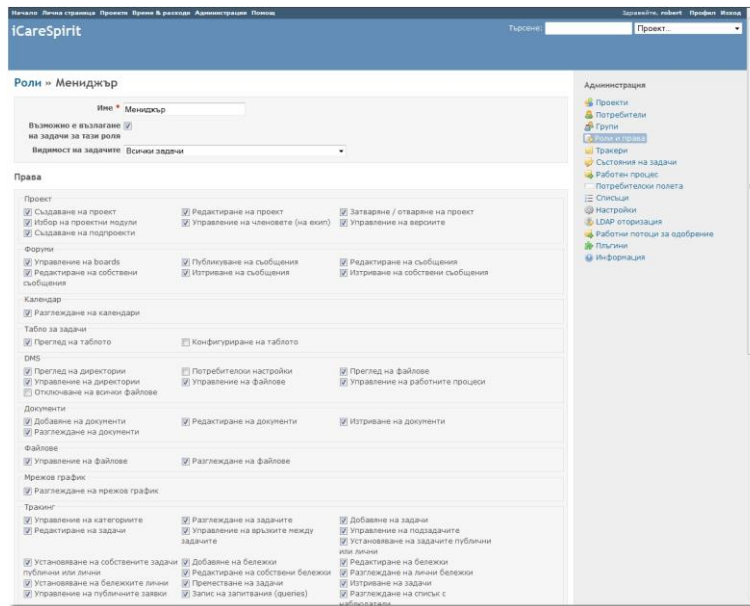 Начало Лична страница Проекти Време & разходи Администрация Помощ
Здравейте, robert Профил Изход
iCareSpirit
Търсене:
Проект...
Роли » Мениджър
Име * Мениджър
Възможно е възлагане
на задачи за тази роля
Видимост на задачите Всички задачи
Права
Проект
Създаване на проект Редактиране на проект Затваряне / отваряне на проект
Избор на проектни модули Управление на членовете (на екип) Управление на версиите
Създаване на подпроекти
Форуми
Управление на boards Публикуване на съобщения Редактиране на съобщения
Редактиране на собствени Изтриване на съобщения Изтриване на собствени съобщения
съобщения
Календар
Разглеждане на календари
Табло за задачи
Преглед на таблото Конфигуриране на таблото
DMS
Преглед на директории Потребителски настройки Преглед на файлове
Управление на директории Управление на файлове Управление на работните процеси
Отключване на всички файлове
Документи
Добавяне на документи Редактиране на документи Изтриване на документи
Разглеждане на документи
Файлове
Управление на файлове Разглеждане на файлове
Мрежов график
Разглеждане на мрежов график
Тракинг
Управление на категориите Разглеждане на задачите Добавяне на задачи
Редактиране на задачи Управление на връзките между Управление на подзадачите
задачите Установяване на задачите публични
или лични
Установяване на собствените задачи Добавяне на бележки Редактиране на бележки
публични или лични Редактиране на собствени бележки Разглеждане на лични бележки
Установяване на бележките лични Преместване на задачи Изтриване на задачи
Управление на публичните заявки Запис на запитвания (queries) Разглеждане на списък с
наблюдатели
Администрация
Проекти
Потребители
Групи
Роли и права
Тракери
Състояния на задачи
Работен процес
Потребителски полета
Списъци
Настройки
LDAP оторизация
Работни потоци за одобрение
Плъгини
Информация